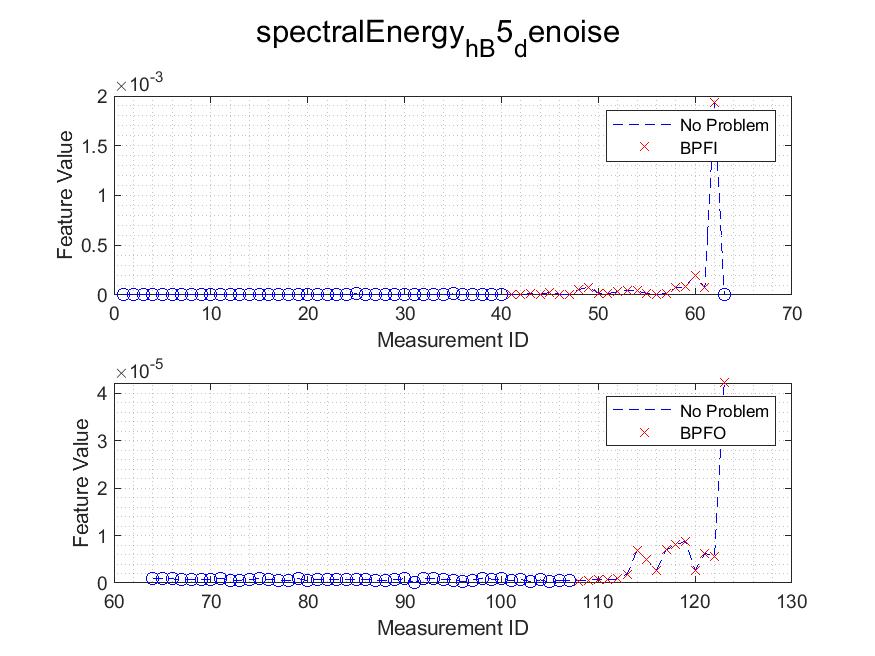 spectralEnergy_hB5_denoise
×10^-3
2
1.5
1
0.5
0
Feature Value
No Problem
BPFI
0 10 20 30 40 50 60 70
Measurement ID
×10^-5
4
3
2
1
0
Feature Value
No Problem
BPFO
60 70 80 90 100 110 120 130
Measurement ID